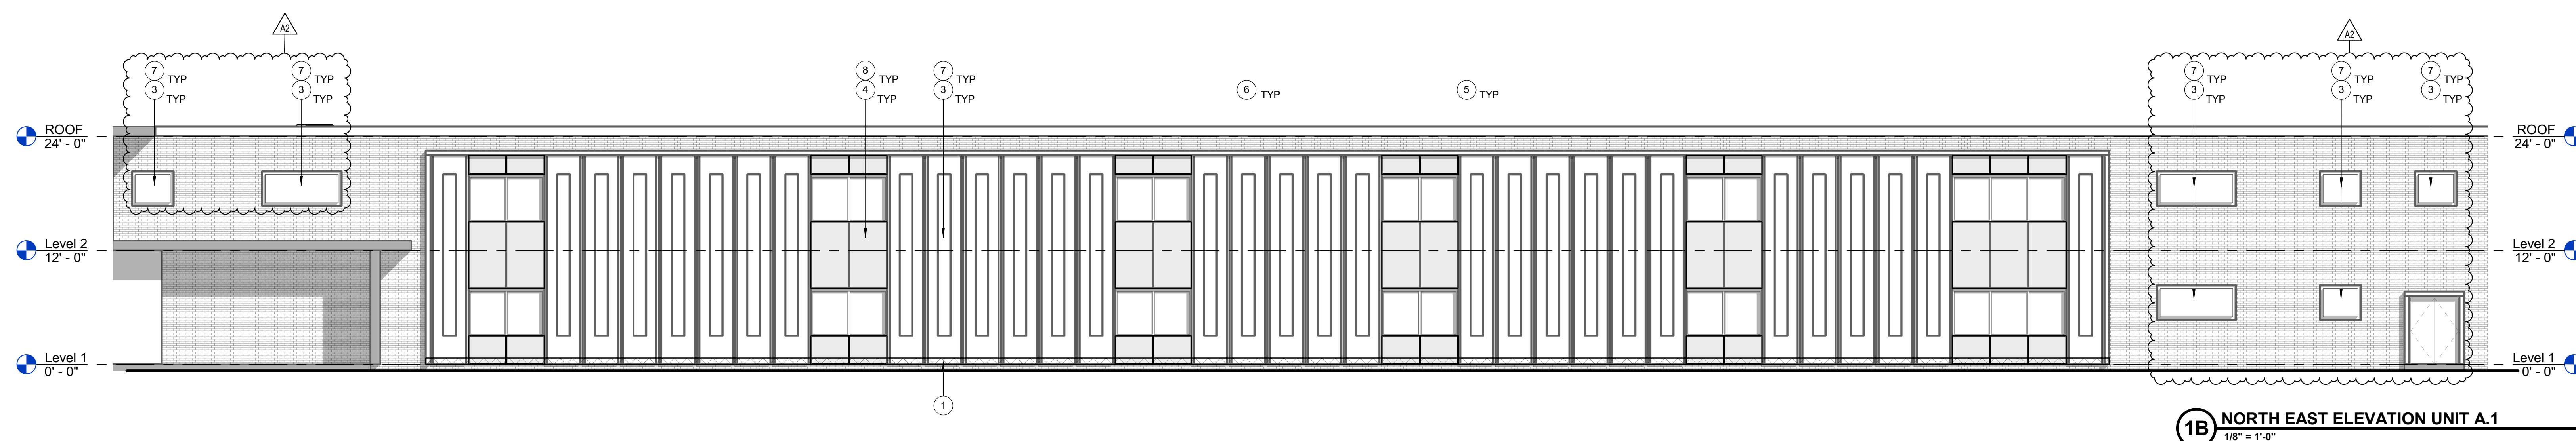 A2
A2
7 TYP
3 TYP
7 TYP
3 TYP
8 TYP
4 TYP
7 TYP
3 TYP
6 TYP
5 TYP
7 TYP
3 TYP
7 TYP
3 TYP
7 TYP
3 TYP
ROOF
24' - 0"
ROOF
24' - 0"
Level 2
12' - 0"
Level 2
12' - 0"
Level 1
0' - 0"
Level 1
0' - 0"
1
1B NORTH EAST ELEVATION UNIT A.1
1/8" = 1'-0"